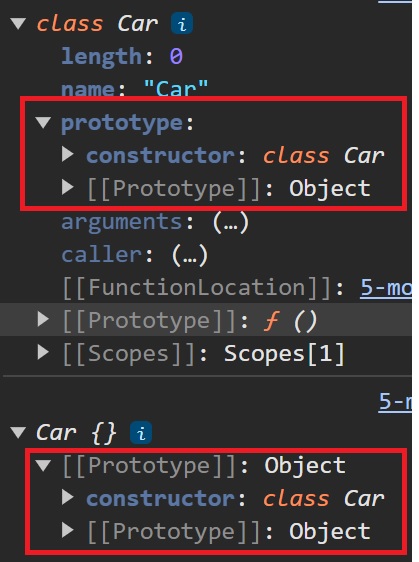 ▼ class Car i
length: 0
name: "Car"
▼ prototype:
▶ constructor: class Car
▶ [[Prototype]]: Object
arguments: (…)
caller: (…)
[[FunctionLocation]]: 5-mo
▶ [[Prototype]]: ƒ ()
▶ [[Scopes]]: Scopes[1]
5-m
▼ Car {} i
▼ [[Prototype]]: Object
▶ constructor: class Car
▶ [[Prototype]]: Object